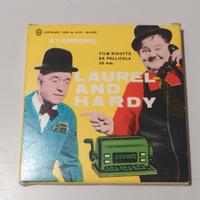 STARRING
FILM RIDOTTO
DA PELLICOLA
35 mm.
LAUREL
AND
HARDY